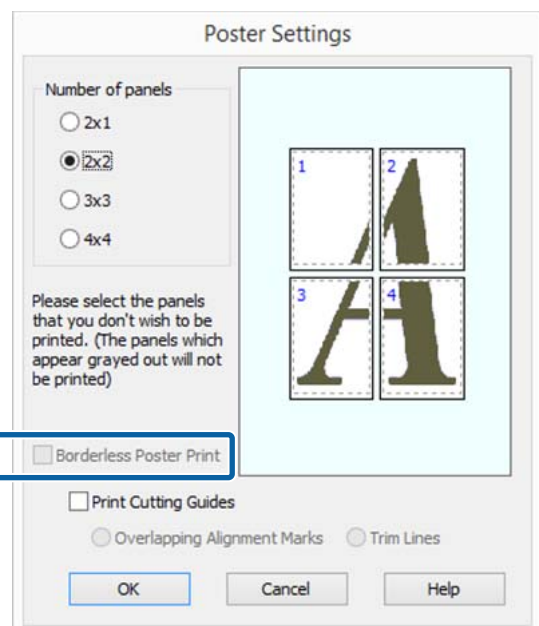 Poster Settings
Number of panels
2x1
2x2
3x3
4x4
Please select the panels
that you don't wish to be
printed. (The panels which
appear grayed out will not
be printed)
1
2
3
4
A
Borderless Poster Print
Print Cutting Guides
Overlapping Alignment Marks
Trim Lines
OK
Cancel
Help